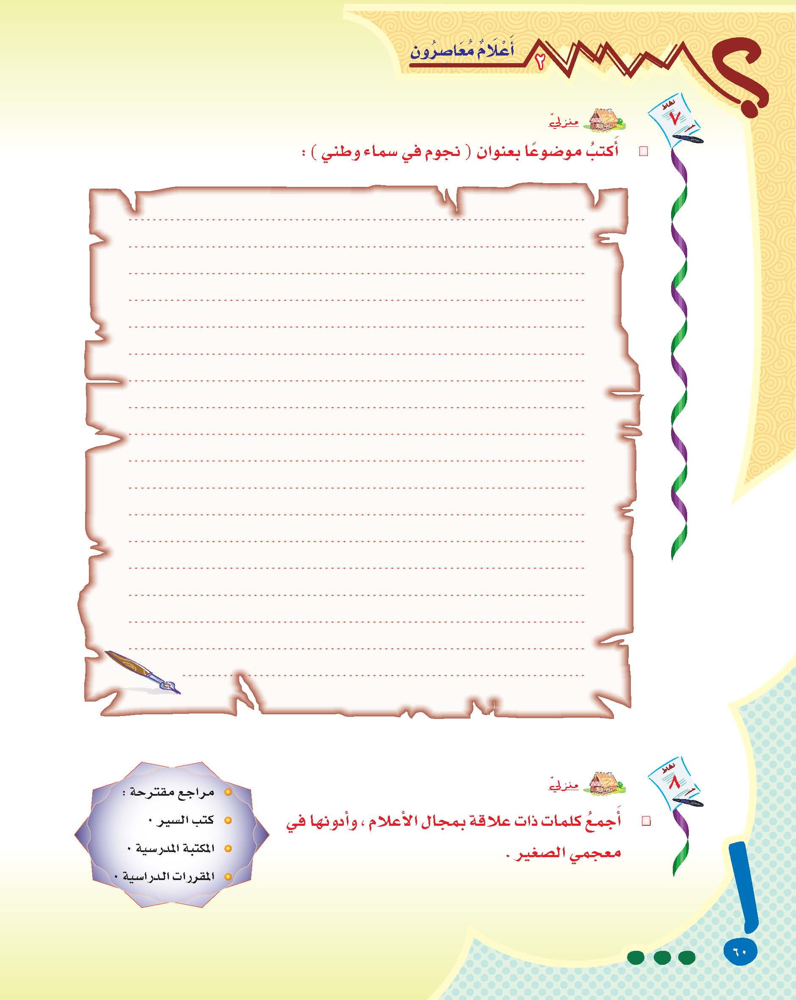 أَعْلَامٌ مُعَاصِرُون
٢
نشاط
٧
منزليّ
أَكتبُ موضوعًا بعنوان ( نجوم في سماء وطني ) :
نشاط
٨
منزليّ
أَجمعُ كلمات ذات علاقة بمجال الأعلام ، وأدونها في
معجمي الصغير .
مراجع مقترحة :
كتب السير .
المكتبة المدرسية .
المقررات الدراسية .
٦٠